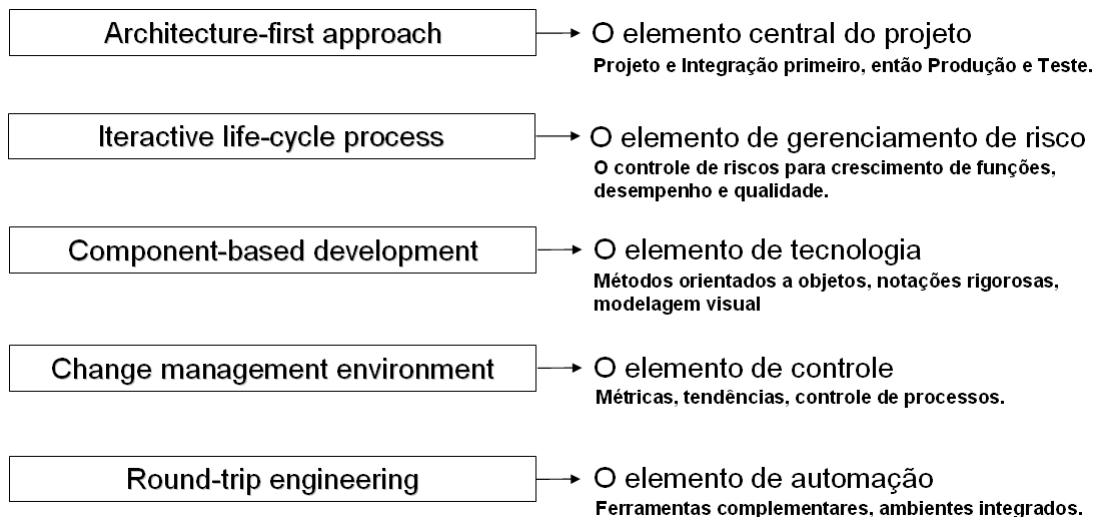 Architecture-first approach
O elemento central do projeto
Projeto e Integração primeiro, então Produção e Teste.
Iteractive life-cycle process
O elemento de gerenciamento de risco
O controle de riscos para crescimento de funções,
desempenho e qualidade.
Component-based development
O elemento de tecnologia
Métodos orientados a objetos, notações rigorosas,
modelagem visual
Change management environment
O elemento de controle
Métricas, tendências, controle de processos.
Round-trip engineering
O elemento de automação
Ferramentas complementares, ambientes integrados.